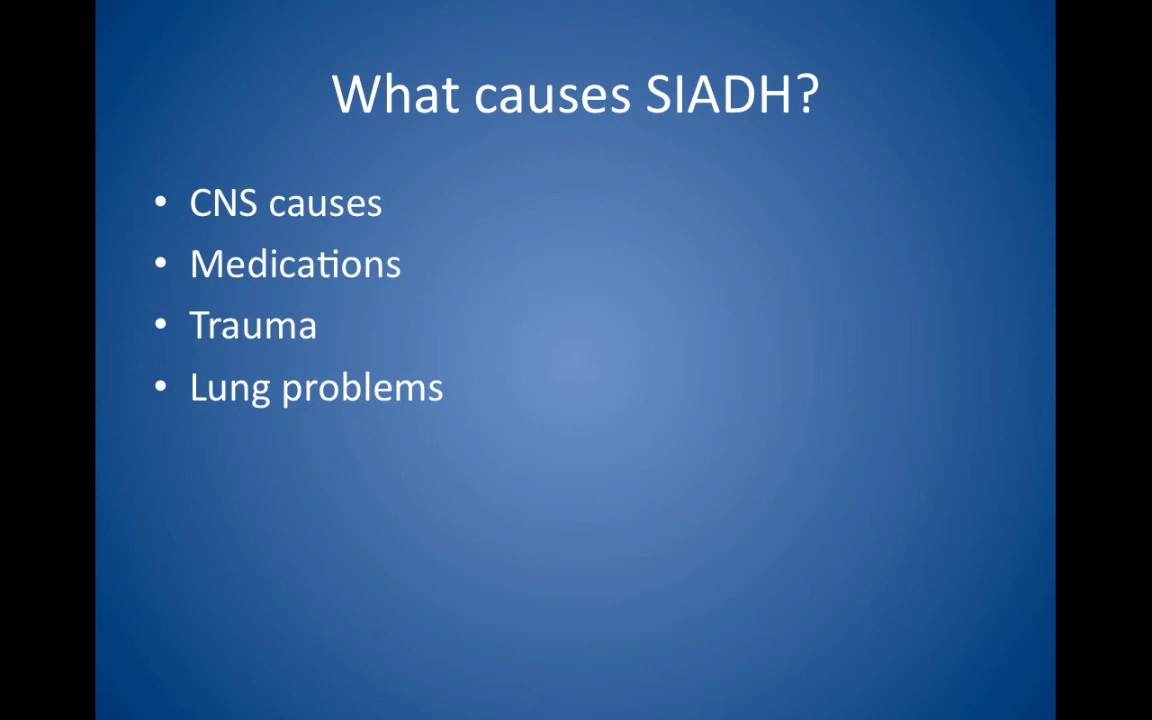 What causes SIADH?
• CNS causes
• Medications
• Trauma
• Lung problems